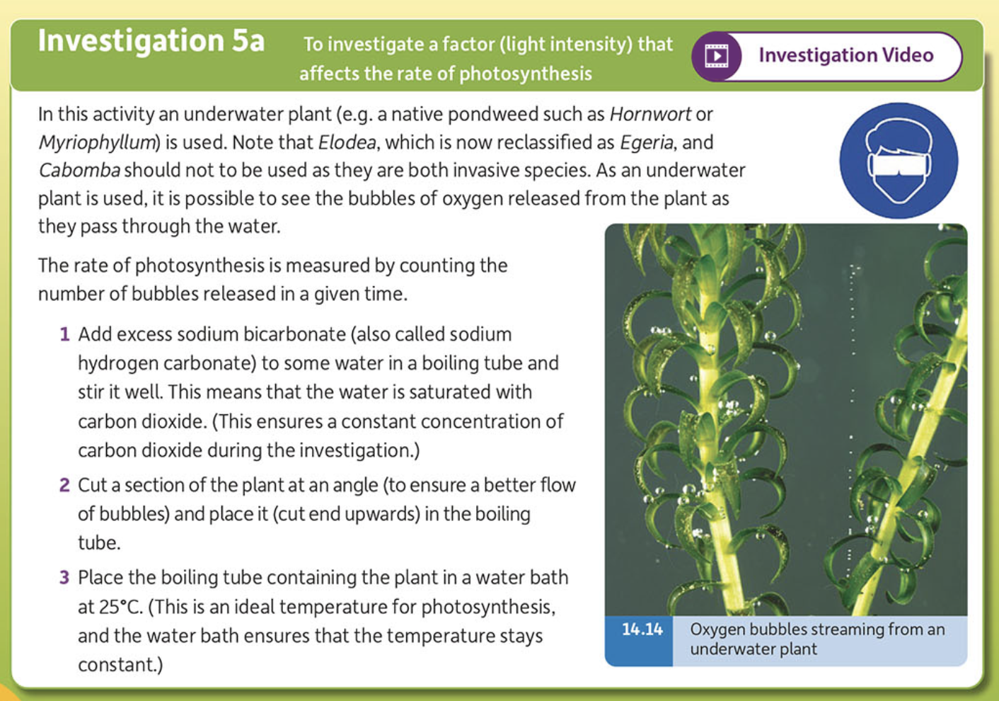 Investigation 5a
To investigate a factor (light intensity) that
affects the rate of photosynthesis
Investigation Video
In this activity an underwater plant (e.g. a native pondweed such as Hornwort or
Myriophyllum) is used. Note that Elodea, which is now reclassified as Egeria, and
Cabomba should not to be used as they are both invasive species. As an underwater
plant is used, it is possible to see the bubbles of oxygen released from the plant as
they pass through the water.
The rate of photosynthesis is measured by counting the
number of bubbles released in a given time.
1 Add excess sodium bicarbonate (also called sodium
hydrogen carbonate) to some water in a boiling tube and
stir it well. This means that the water is saturated with
carbon dioxide. (This ensures a constant concentration of
carbon dioxide during the investigation.)
2 Cut a section of the plant at an angle (to ensure a better flow
of bubbles) and place it (cut end upwards) in the boiling
tube.
3 Place the boiling tube containing the plant in a water bath
at 25°C. (This is an ideal temperature for photosynthesis,
and the water bath ensures that the temperature stays
constant.)
14.14 Oxygen bubbles streaming from an
underwater plant